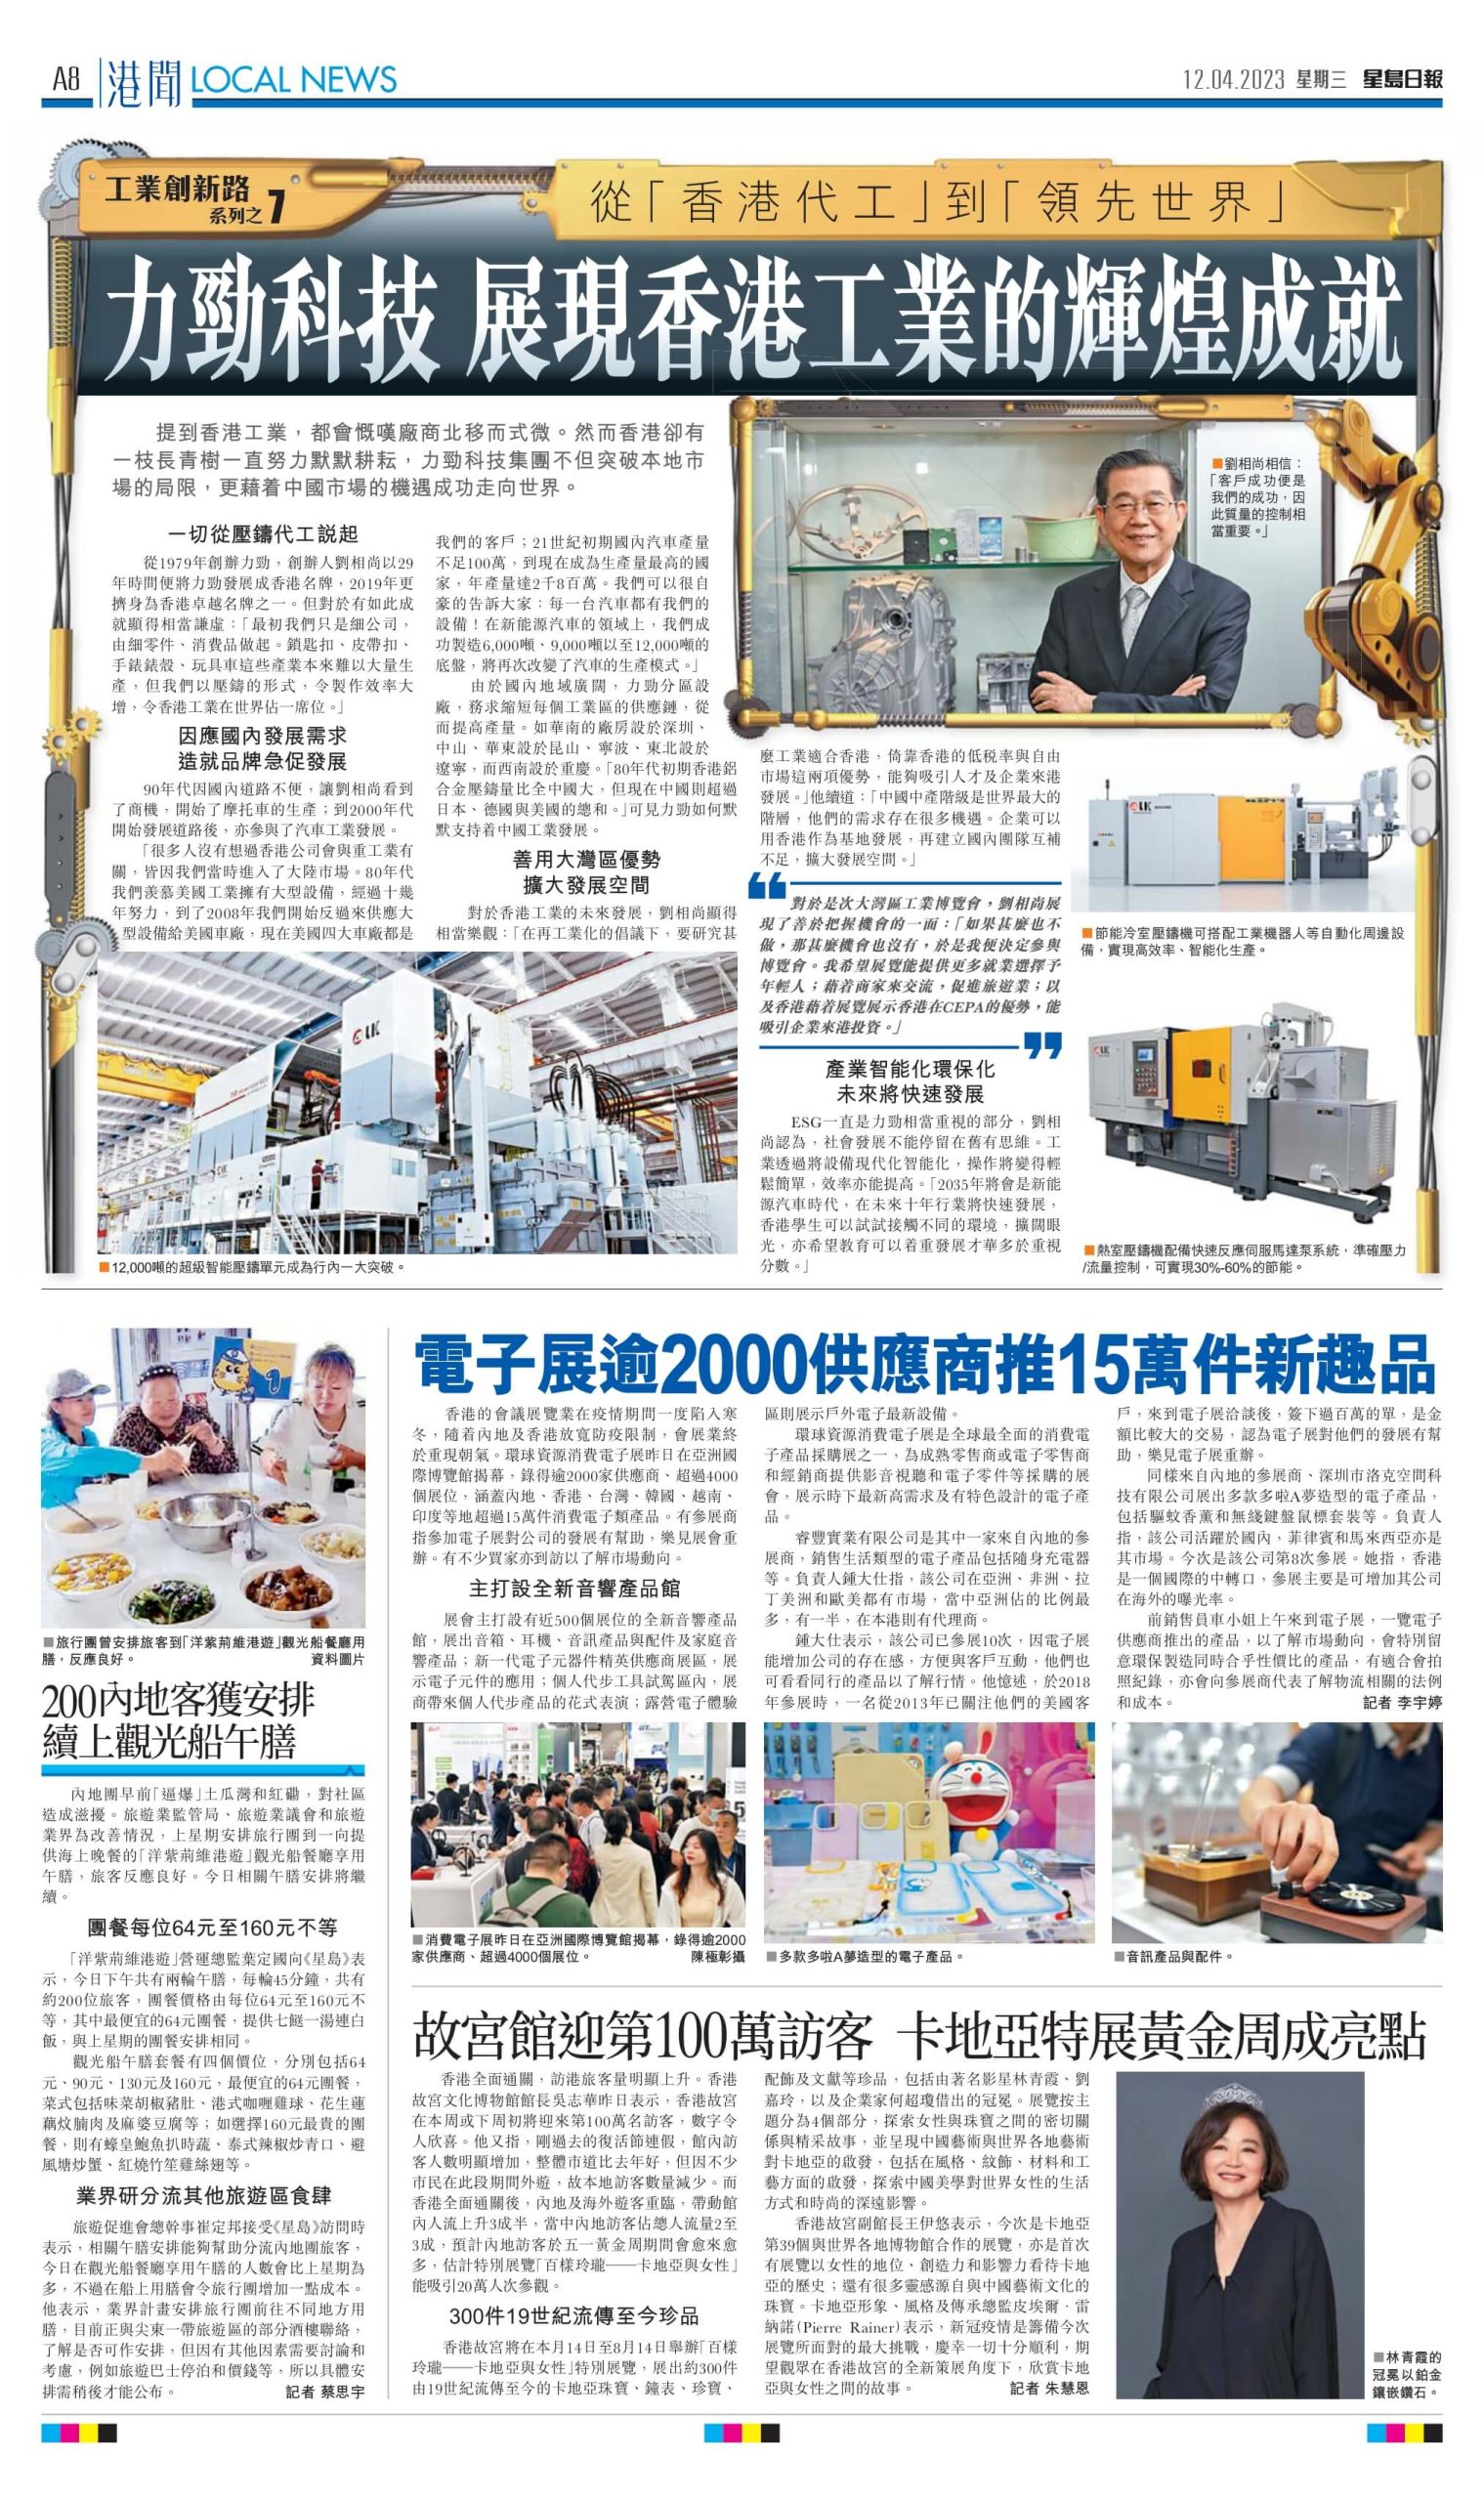 A8 港聞 LOCAL NEWS
12.04.2023 星期三 星島日報
工業創新路
系列之7
從「香港代工」到「領先世界」
力勁科技 展現香港工業的輝煌成就
提到香港工業，都會慨嘆廠商北移而式微。然而香港卻有
一枝長青樹一直努力默默耕耘，力勁科技集團不但突破本地市
場的局限，更藉着中國市場的機遇成功走向世界。
一切從壓鑄代工說起
從1979年創辦力勁，創辦人劉相尚以29
年時間便將力勁發展成香港名牌，2019年更
擠身為香港卓越名牌之一。但對於有如此成
就顯得相當謙虛：「最初我們只是細公司，
由細零件、消費品做起。鎖匙扣、皮帶扣、
手錶錶殼、玩具車這些產業本來難以大量生
產，但我們以壓鑄的形式，令製作效率大
增，令香港工業在世界佔一席位。」
因應國內發展需求
造就品牌急促發展
90年代因國內道路不便，讓劉相尚看到
了商機，開始了摩托車的生產；到2000年代
開始發展道路後，亦參與了汽車工業發展。
「很多人沒有想過香港公司會與重工業有
關，皆因我們當時進入了大陸市場。80年代
我們羨慕美國工業擁有大型設備，經過十幾
年努力，到了2008年我們開始反過來供應大
型設備給美國車廠，現在美國四大車廠都是
我們的客戶；21世紀初期國內汽車產量
不足100萬，到現在成為生產量最高的國
家，年產量達2千8百萬。我們可以很自
豪的告訴大家：每一台汽車都有我們的
設備！在新能源汽車的領域上，我們成
功製造6,000噸、9,000噸以至12,000噸的
底盤，將再次改變了汽車的生產模式。」
由於國內地域廣闊，力勁分區設
廠，務求縮短每個工業區的供應鏈，從
而提高產量。如華南的廠房設於深圳、
中山、華東設於昆山、寧波、東北設於
遼寧，而西南設於重慶。「80年代初期香港鋁
合金壓鑄量比全中國大，但現在中國則超過
日本、德國與美國的總和。」可見力勁如何默
默支持着中國工業發展。
善用大灣區優勢
擴大發展空間
對於香港工業的未來發展，劉相尚顯得
相當樂觀：「在再工業化的倡議下，要研究甚
■劉相尚相信：
「客戶成功便是
我們的成功，因
此質量的控制相
當重要。」
麼工業適合香港，倚靠香港的低稅率與自由
市場這兩項優勢，能夠吸引人才及企業來港
發展。」他續道：「中國中產階級是世界最大的
階層，他們的需求存在很多機遇。企業可以
用香港作為基地發展，再建立國內團隊互補
不足，擴大發展空間。」
對於是次大灣區工業博覽會，劉相尚展
現了善於把握機會的一面：「如果甚麼也不
做，那甚麼機會也沒有，於是我便決定參與
博覽會。我希望展覽能提供更多就業選擇予
年輕人；藉着商家來交流，促進旅遊業；以
及香港藉着展覽展示香港在CEPA的優勢，能
吸引企業來港投資。」
產業智能化環保化
未來將快速發展
ESG一直是力勁相當重視的部分，劉相
尚認為，社會發展不能停留在舊有思維。工
業透過將設備現代化智能化，操作將變得輕
鬆簡單，效率亦能提高。「2035年將會是新能
源汽車時代，在未來十年行業將快速發展，
香港學生可以試試接觸不同的環境，擴闊眼
光，亦希望教育可以着重發展才華多於重視
分數。」
■節能冷室壓鑄機可搭配工業機器人等自動化周邊設
備，實現高效率、智能化生產。
LK
LK
■12,000噸的超級智能壓鑄單元成為行內一大突破。
■熱室壓鑄機配備快速反應伺服馬達泵系統，準確壓力
/流量控制，可實現30%-60%的節能。
■旅行團曾安排旅客到「洋紫荊維港遊」觀光船餐廳用
膳，反應良好。 資料圖片
200內地客獲安排
續上觀光船午膳
內地團早前「逼爆」土瓜灣和紅磡，對社區
造成滋擾。旅遊業監管局、旅遊業議會和旅遊
業界為改善情況，上星期安排旅行團到一向提
供海上晚餐的「洋紫荊維港遊」觀光船餐廳享用
午膳，旅客反應良好。今日相關午膳安排將繼
續。
團餐每位64元至160元不等
「洋紫荊維港遊」營運總監葉定國向《星島》表
示，今日下午共有兩輪午膳，每輪45分鐘，共有
約200位旅客，團餐價格由每位64元至160元不
等，其中最便宜的64元團餐，提供七餸一湯連白
飯，與上星期的團餐安排相同。
觀光船午膳套餐有四個價位，分別包括64
元、90元、130元及160元，最便宜的64元團餐，
菜式包括味菜胡椒豬肚、港式咖喱雞球、花生蓮
藕炆腩肉及麻婆豆腐等；如選擇160元最貴的團
餐，則有蠔皇鮑魚扒時蔬、泰式辣椒炒青口、避
風塘炒蟹、紅燒竹笙雞絲翅等。
業界研分流其他旅遊區食肆
旅遊促進會總幹事崔定邦接受《星島》訪問時
表示，相關午膳安排能夠幫助分流內地團旅客，
今日在觀光船餐廳享用午膳的人數會比上星期為
多，不過在船上用膳會令旅行團增加一點成本。
他表示，業界計畫安排旅行團前往不同地方用
膳，目前正與尖東一帶旅遊區的部分酒樓聯絡，
了解是否可作安排，但因有其他因素需要討論和
考慮，例如旅遊巴士停泊和價錢等，所以具體安
排需稍後才能公布。 記者 蔡思宇
電子展逾2000供應商推15萬件新趣品
香港的會議展覽業在疫情期間一度陷入寒
冬，隨着內地及香港放寬防疫限制，會展業終
於重現朝氣。環球資源消費電子展昨日在亞洲國
際博覽館揭幕，錄得逾2000家供應商、超過4000
個展位，涵蓋內地、香港、台灣、韓國、越南、
印度等地超過15萬件消費電子類產品。有參展商
指參加電子展對公司的發展有幫助，樂見展會重
辦。有不少買家亦到訪以了解市場動向。
主打設全新音響產品館
展會主打設有近500個展位的全新音響產品
館，展出音箱、耳機、音訊產品與配件及家庭音
響產品；新一代電子元器件精英供應商展區，展
示電子元件的應用；個人代步工具試駕區內，展
商帶來個人代步產品的花式表演；露營電子體驗
區則展示戶外電子最新設備。
環球資源消費電子展是全球最全面的消費電
子產品採購展之一，為成熟零售商或電子零售商
和經銷商提供影音視聽和電子零件等採購的展
會，展示時下最新高需求及有特色設計的電子產
品。
睿豐實業有限公司是其中一家來自內地的參
展商，銷售生活類型的電子產品包括隨身充電器
等。負責人鍾大仕指，該公司在亞洲、非洲、拉
丁美洲和歐美都有市場，當中亞洲佔的比例最
多，有一半，在本港則有代理商。
鍾大仕表示，該公司已參展10次，因電子展
能增加公司的存在感，方便與客戶互動，他們也
可看看同行的產品以了解行情。他憶述，於2018
年參展時，一名從2013年已關注他們的美國客
戶，來到電子展洽談後，簽下過百萬的單，是金
額比較大的交易，認為電子展對他們的發展有幫
助，樂見電子展重辦。
同樣來自內地的參展商、深圳市洛克空間科
技有限公司展出多款多啦A夢造型的電子產品，
包括驅蚊香薰和無綫鍵盤鼠標套裝等。負責人
指，該公司活躍於國內，菲律賓和馬來西亞亦是
其市場。今次是該公司第8次參展。她指，香港
是一個國際的中轉口，參展主要是可增加其公司
在海外的曝光率。
前銷售員車小姐上午來到電子展，一覽電子
供應商推出的產品，以了解市場動向，會特別留
意環保製造同時合乎性價比的產品，有適合會拍
照紀錄，亦會向參展商代表了解物流相關的法例
和成本。 記者 李宇婷
■消費電子展昨日在亞洲國際博覽館揭幕，錄得逾2000
家供應商、超過4000個展位。 陳極彰攝
■多款多啦A夢造型的電子產品。
■音訊產品與配件。
故宮館迎第100萬訪客 卡地亞特展黃金周成亮點
香港全面通關，訪港旅客量明顯上升。香港
故宮文化博物館館長吳志華昨日表示，香港故宮
在本周或下周初將迎來第100萬名訪客，數字令
人欣喜。他又指，剛過去的復活節連假，館內訪
客人數明顯增加，整體市道比去年好，但因不少
市民在此段期間外遊，故本地訪客數量減少。而
香港全面通關後，內地及海外遊客重臨，帶動館
內人流上升3成半，當中內地訪客佔總人流量2至
3成，預計內地訪客於五一黃金周期間會愈來愈
多，估計特別展覽「百樣玲瓏——卡地亞與女性」
能吸引20萬人次參觀。
300件19世紀流傳至今珍品
香港故宮將在本月14日至8月14日舉辦「百樣
玲瓏——卡地亞與女性」特別展覽，展出約300件
由19世紀流傳至今的卡地亞珠寶、鐘表、珍寶、
配飾及文獻等珍品，包括由著名影星林青霞、劉
嘉玲，以及企業家何超瓊借出的冠冕。展覽按主
題分為4個部分，探索女性與珠寶之間的密切關
係與精采故事，並呈現中國藝術與世界各地藝術
對卡地亞的啟發，包括在風格、紋飾、材料和工
藝方面的啟發，探索中國美學對世界女性的生活
方式和時尚的深遠影響。
香港故宮副館長王伊悠表示，今次是卡地亞
第39個與世界各地博物館合作的展覽，亦是首次
有展覽以女性的地位、創造力和影響力看待卡地
亞的歷史；還有很多靈感源自與中國藝術文化的
珠寶。卡地亞形象、風格及傳承總監皮埃爾‧雷
納諾(Pierre Rainer)表示，新冠疫情是籌備今次
展覽所面對的最大挑戰，慶幸一切十分順利，期
望觀眾在香港故宮的全新策展角度下，欣賞卡地
亞與女性之間的故事。 記者 朱慧恩
■林青霞的
冠冕以鉑金
鑲嵌鑽石。